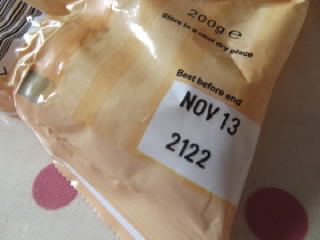 200g e
Store in a cool dry place
Best before end
NOV 13
2122